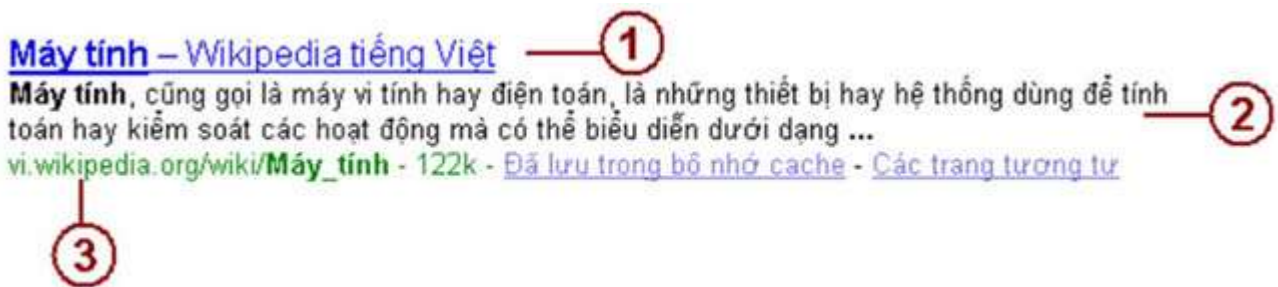 Máy tính – Wikipedia tiếng Việt
1
Máy tính, cũng gọi là máy vi tính hay điện toán, là những thiết bị hay hệ thống dùng để tính
2
toán hay kiểm soát các hoạt động mà có thể biểu diễn dưới dạng ...
vi.wikipedia.org/wiki/Máy_tính - 122k - Đã lưu trong bộ nhớ cache - Các trang tương tự
3